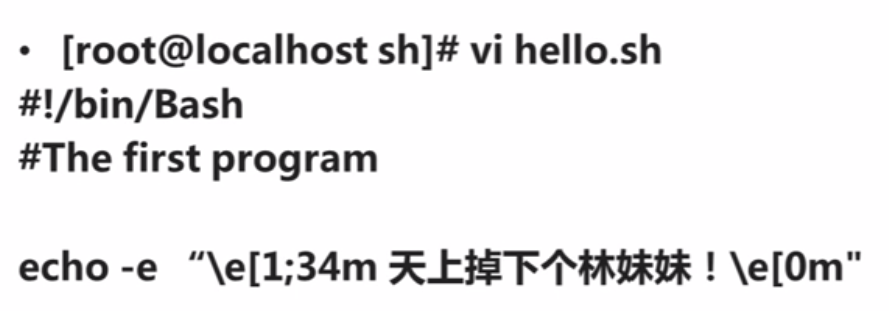 • [root@localhost sh]# vi hello.sh
#!/bin/Bash
#The first program
echo -e “\e[1;34m 天上掉下个林妹妹！\e[0m"